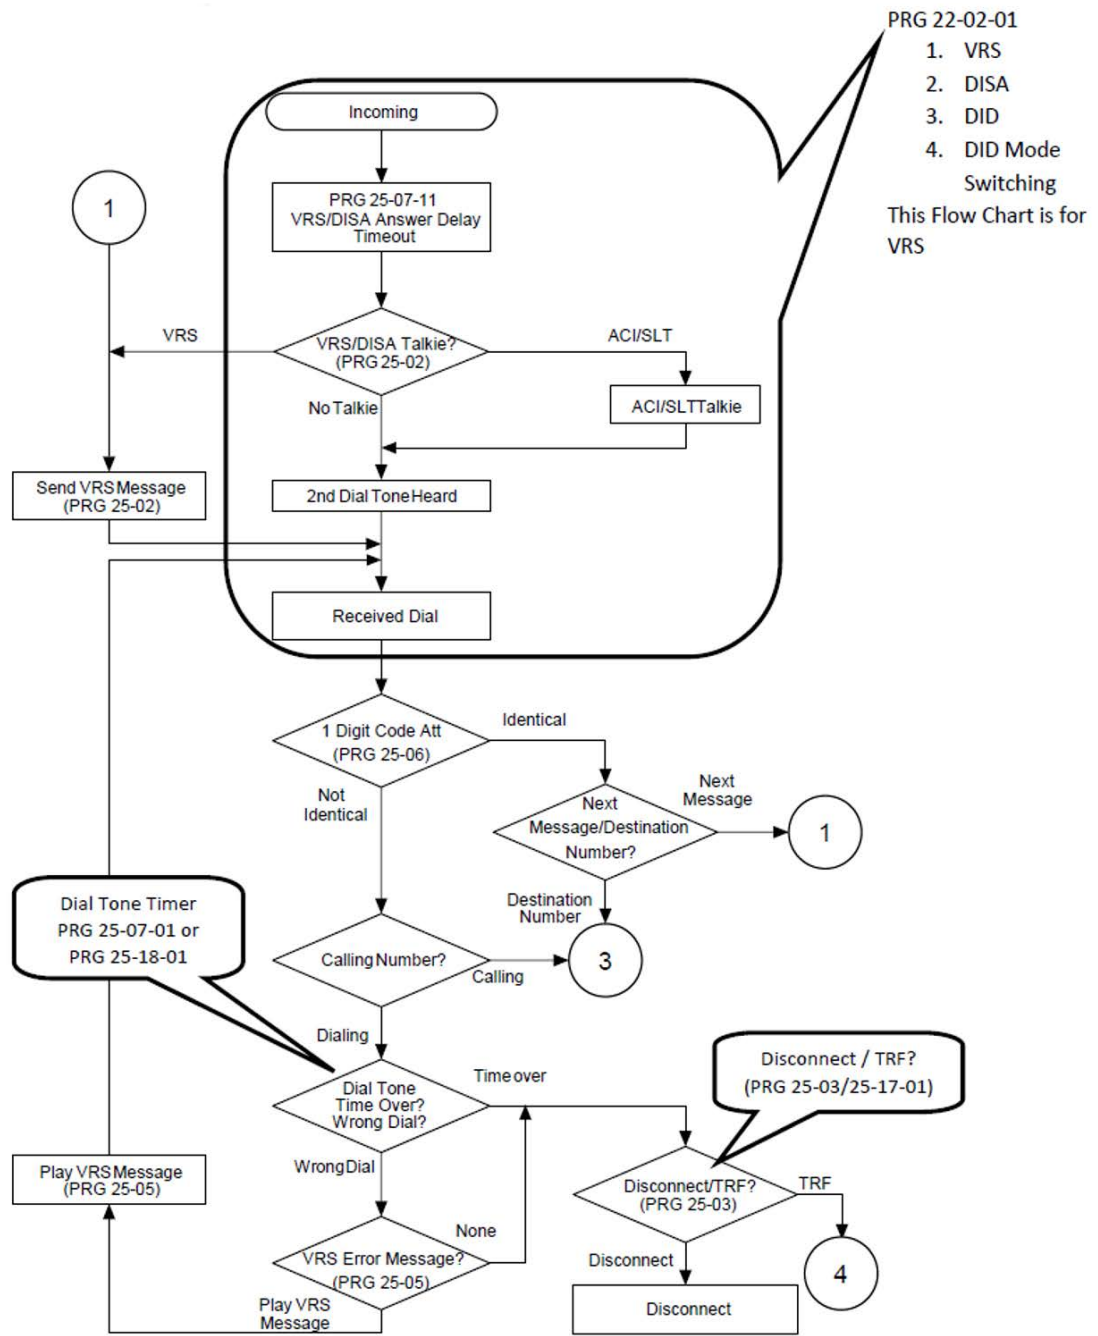 PRG 22-02-01
1. VRS
2. DISA
3. DID
4. DID Mode
Switching
This Flow Chart is for
VRS
Incoming
PRG 25-07-11
VRS/DISA Answer Delay
Timeout
1
VRS
VRS/DISA Talkie?
(PRG 25-02)
ACI/SLT
No Talkie
ACI/SLT Talkie
Send VRS Message
(PRG 25-02)
2nd Dial Tone Heard
Received Dial
1 Digit Code Att
(PRG 25-06)
Identical
Not
Identical
Next
Message/Destination
Number?
Next
Message
1
Destination
Number
Dial Tone Timer
PRG 25-07-01 or
PRG 25-18-01
Calling Number?
Calling
3
Dialing
Dial Tone
Time Over?
Wrong Dial?
Time over
Disconnect / TRF?
(PRG 25-03/25-17-01)
Wrong Dial
Play VRS Message
(PRG 25-05)
Disconnect/TRF?
(PRG 25-03)
TRF
None
VRS Error Message?
(PRG 25-05)
Disconnect
4
Play VRS
Message
Disconnect